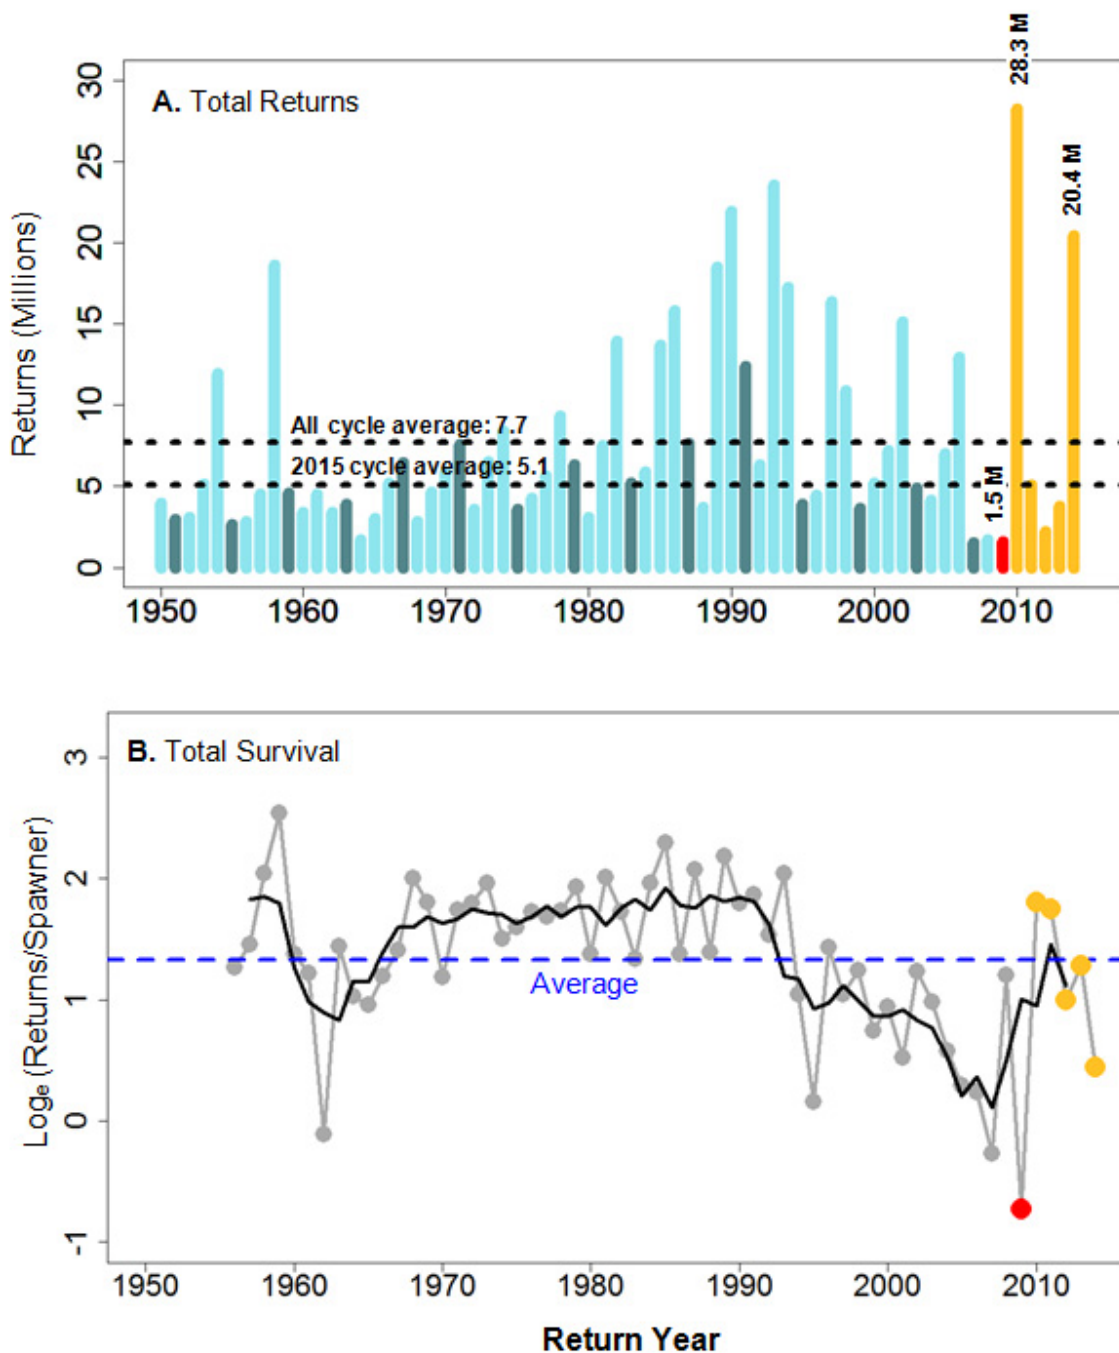 28.3 M
A. Total Returns
20.4 M
Returns (Millions)
30
25
20
15
10
5
0
All cycle average: 7.7
2015 cycle average: 5.1
1.5 M
1950 1960 1970 1980 1990 2000 2010
B. Total Survival
Logₑ (Returns/Spawner)
3
2
1
0
-1
Average
1950 1960 1970 1980 1990 2000 2010
Return Year